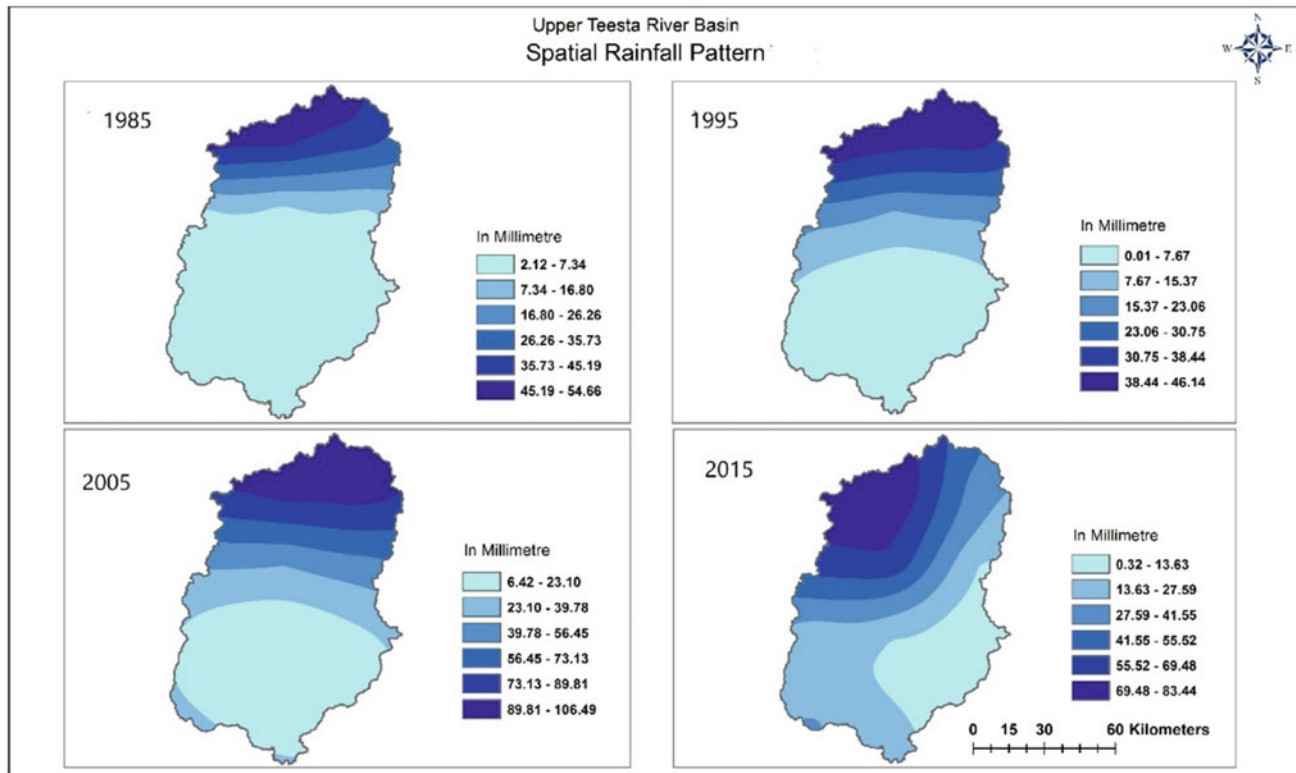 Upper Teesta River Basin
Spatial Rainfall Pattern
N
W E
S
1985
In Millimetre
2.12 - 7.34
7.34 - 16.80
16.80 - 26.26
26.26 - 35.73
35.73 - 45.19
45.19 - 54.66
1995
In Millimetre
0.01 - 7.67
7.67 - 15.37
15.37 - 23.06
23.06 - 30.75
30.75 - 38.44
38.44 - 46.14
2005
In Millimetre
6.42 - 23.10
23.10 - 39.78
39.78 - 56.45
56.45 - 73.13
73.13 - 89.81
89.81 - 106.49
2015
In Millimetre
0.32 - 13.63
13.63 - 27.59
27.59 - 41.55
41.55 - 55.52
55.52 - 69.48
69.48 - 83.44
0 15 30 60 Kilometers